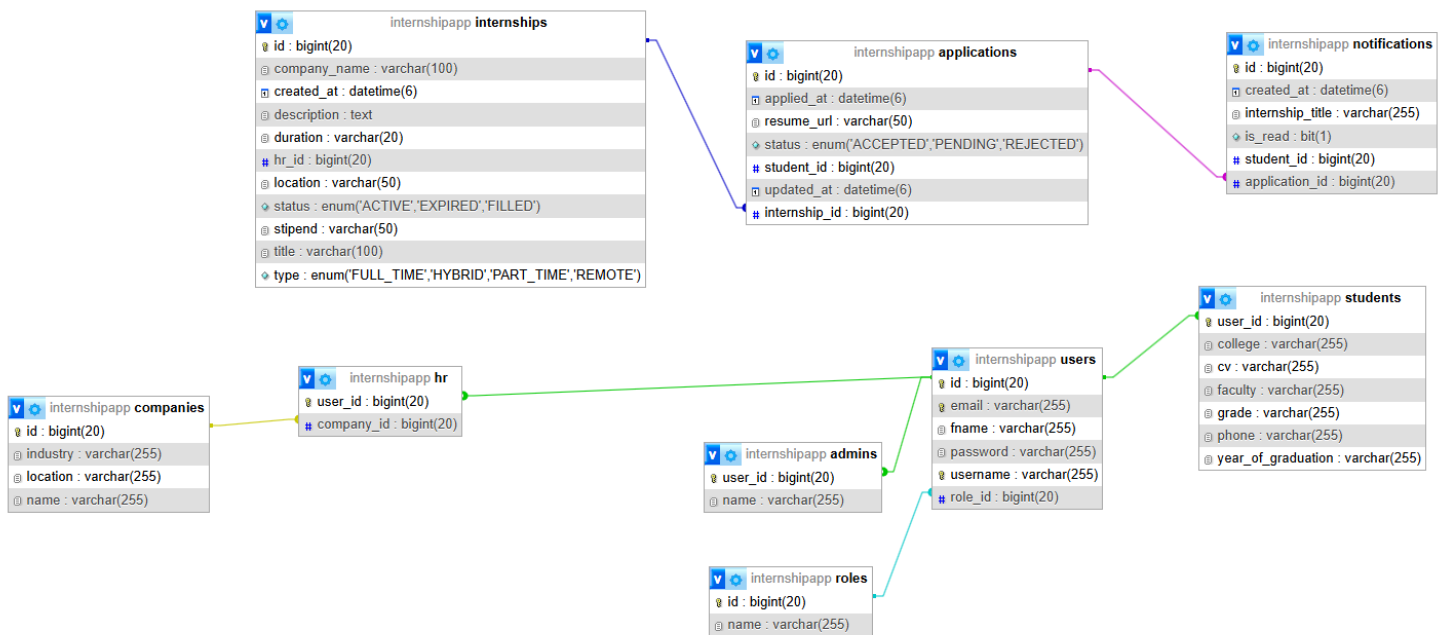 internshipapp internships
id : bigint(20)
company_name : varchar(100)
created_at : datetime(6)
description : text
duration : varchar(20)
hr_id : bigint(20)
location : varchar(50)
status : enum('ACTIVE','EXPIRED','FILLED')
stipend : varchar(50)
title : varchar(100)
type : enum('FULL_TIME','HYBRID','PART_TIME','REMOTE')
internshipapp applications
id : bigint(20)
applied_at : datetime(6)
resume_url : varchar(50)
status : enum('ACCEPTED','PENDING','REJECTED')
student_id : bigint(20)
updated_at : datetime(6)
internship_id : bigint(20)
internshipapp notifications
id : bigint(20)
created_at : datetime(6)
internship_title : varchar(255)
is_read : bit(1)
student_id : bigint(20)
application_id : bigint(20)
internshipapp companies
id : bigint(20)
industry : varchar(255)
location : varchar(255)
name : varchar(255)
internshipapp hr
user_id : bigint(20)
company_id : bigint(20)
internshipapp admins
user_id : bigint(20)
name : varchar(255)
internshipapp roles
id : bigint(20)
name : varchar(255)
internshipapp users
id : bigint(20)
email : varchar(255)
fname : varchar(255)
password : varchar(255)
username : varchar(255)
role_id : bigint(20)
internshipapp students
user_id : bigint(20)
college : varchar(255)
cv : varchar(255)
faculty : varchar(255)
grade : varchar(255)
phone : varchar(255)
year_of_graduation : varchar(255)